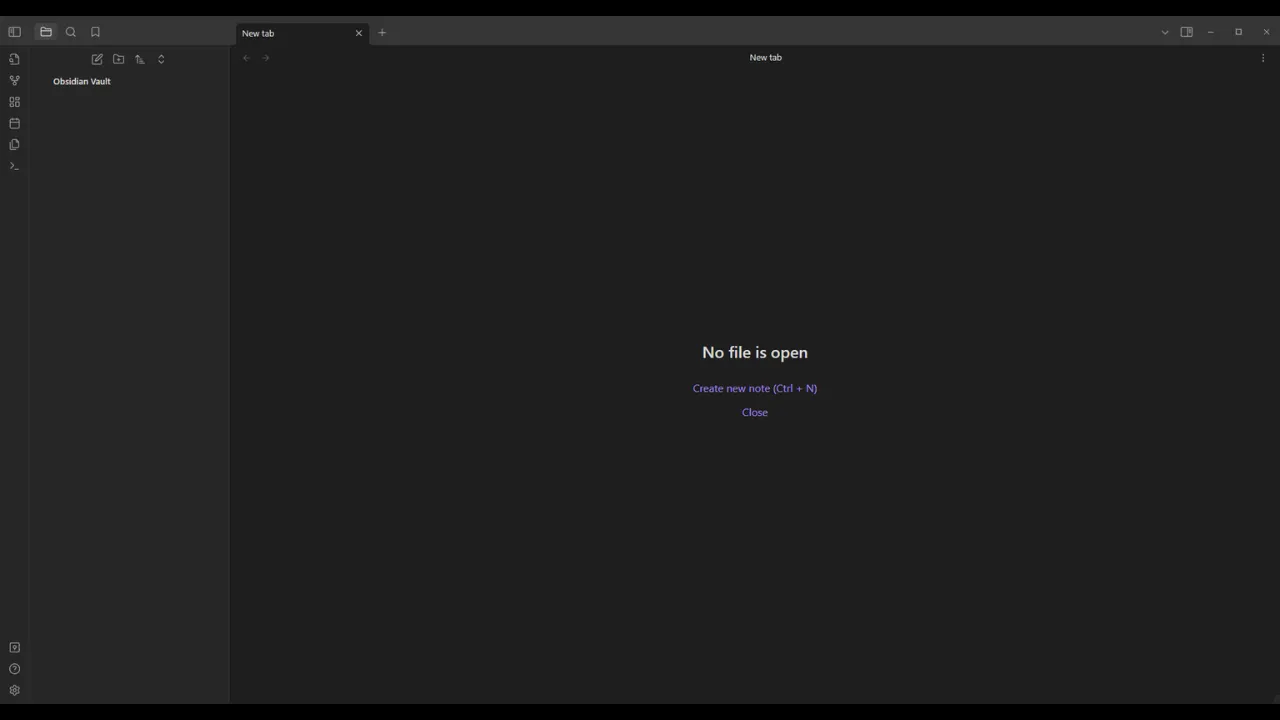 New tab
New tab
Obsidian Vault
No file is open
Create new note (Ctrl + N)
Close